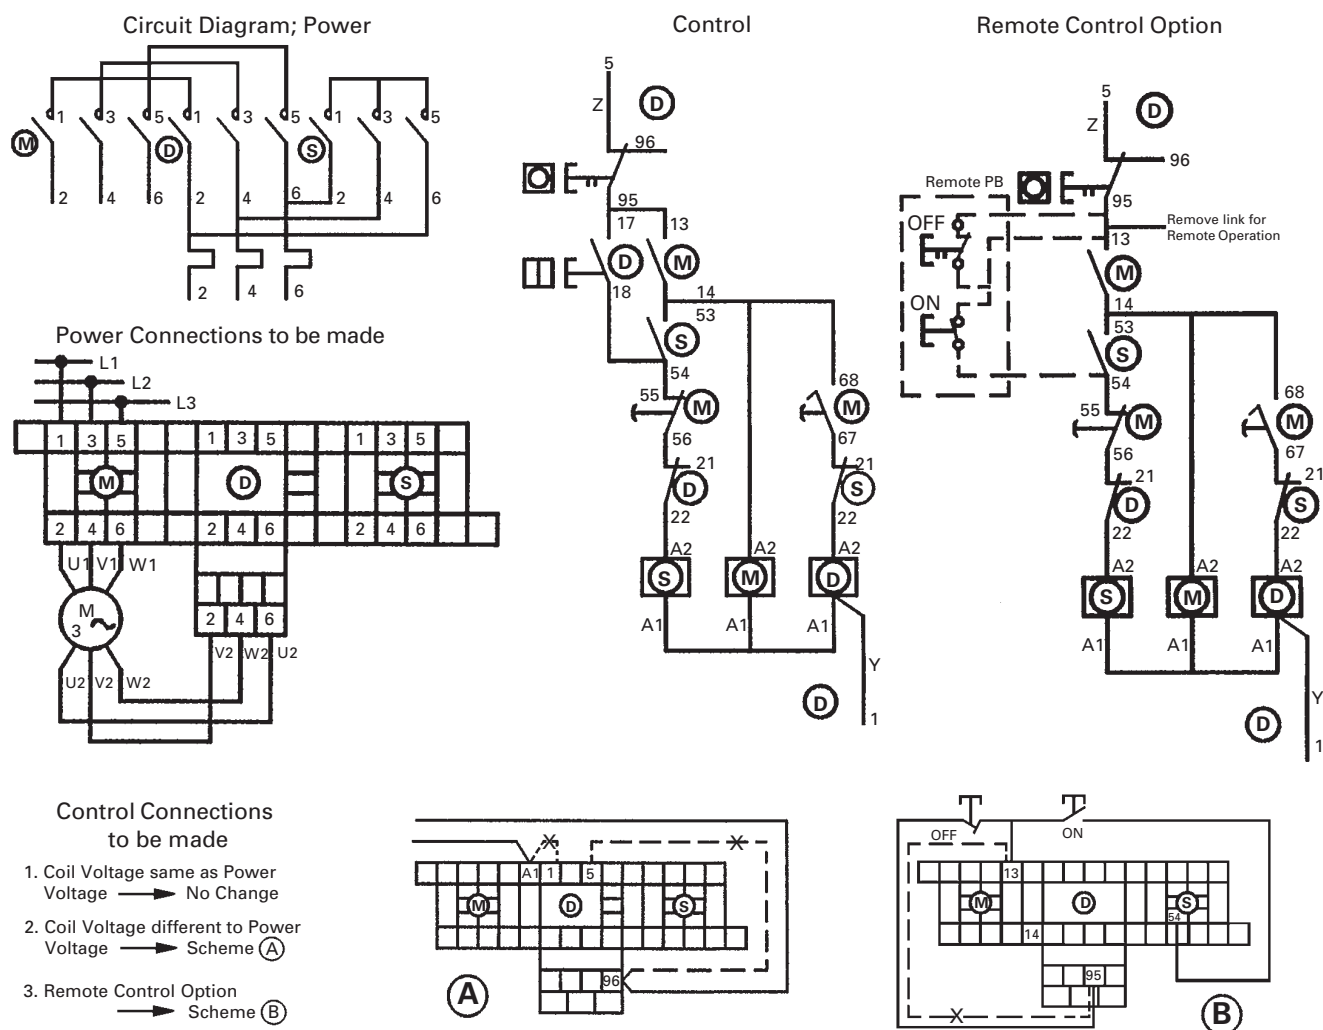 Circuit Diagram; Power
1 3 5 1 3 5 1 3 5
M D S
2 4 6 2 4 6 2 4 6
2 4 6
Power Connections to be made
L1
L2
L3
1 3 5 1 3 5 1 3 5
M D S
2 4 6 2 4 6 2 4 6
U1 V1 W1
M
3
2 4 6
V2 W2 U2
U2 V2 W2
Control
5
Z D
96
95
17 13
D M
18 14
53
S
54 68
55 M M
56 67
21 21
D S
22 22
A2 A2 A2
S M D
A1 A1 A1
Y
D
1
Remote Control Option
5
Z D
96
Remote PB
95
OFF
Remove link for
Remote Operation
13
M
ON
14
53
S
54 68
55 M M
56 67
21 21
D S
22 22
A2 A2 A2
S M D
A1 A1 A1
Y
D
1
Control Connections
to be made
1. Coil Voltage same as Power
Voltage No Change
2. Coil Voltage different to Power
Voltage Scheme A
3. Remote Control Option
Scheme B
X X
A1 1 5
M D S
96
A
OFF ON
13
M D S
54
14
95
X
B